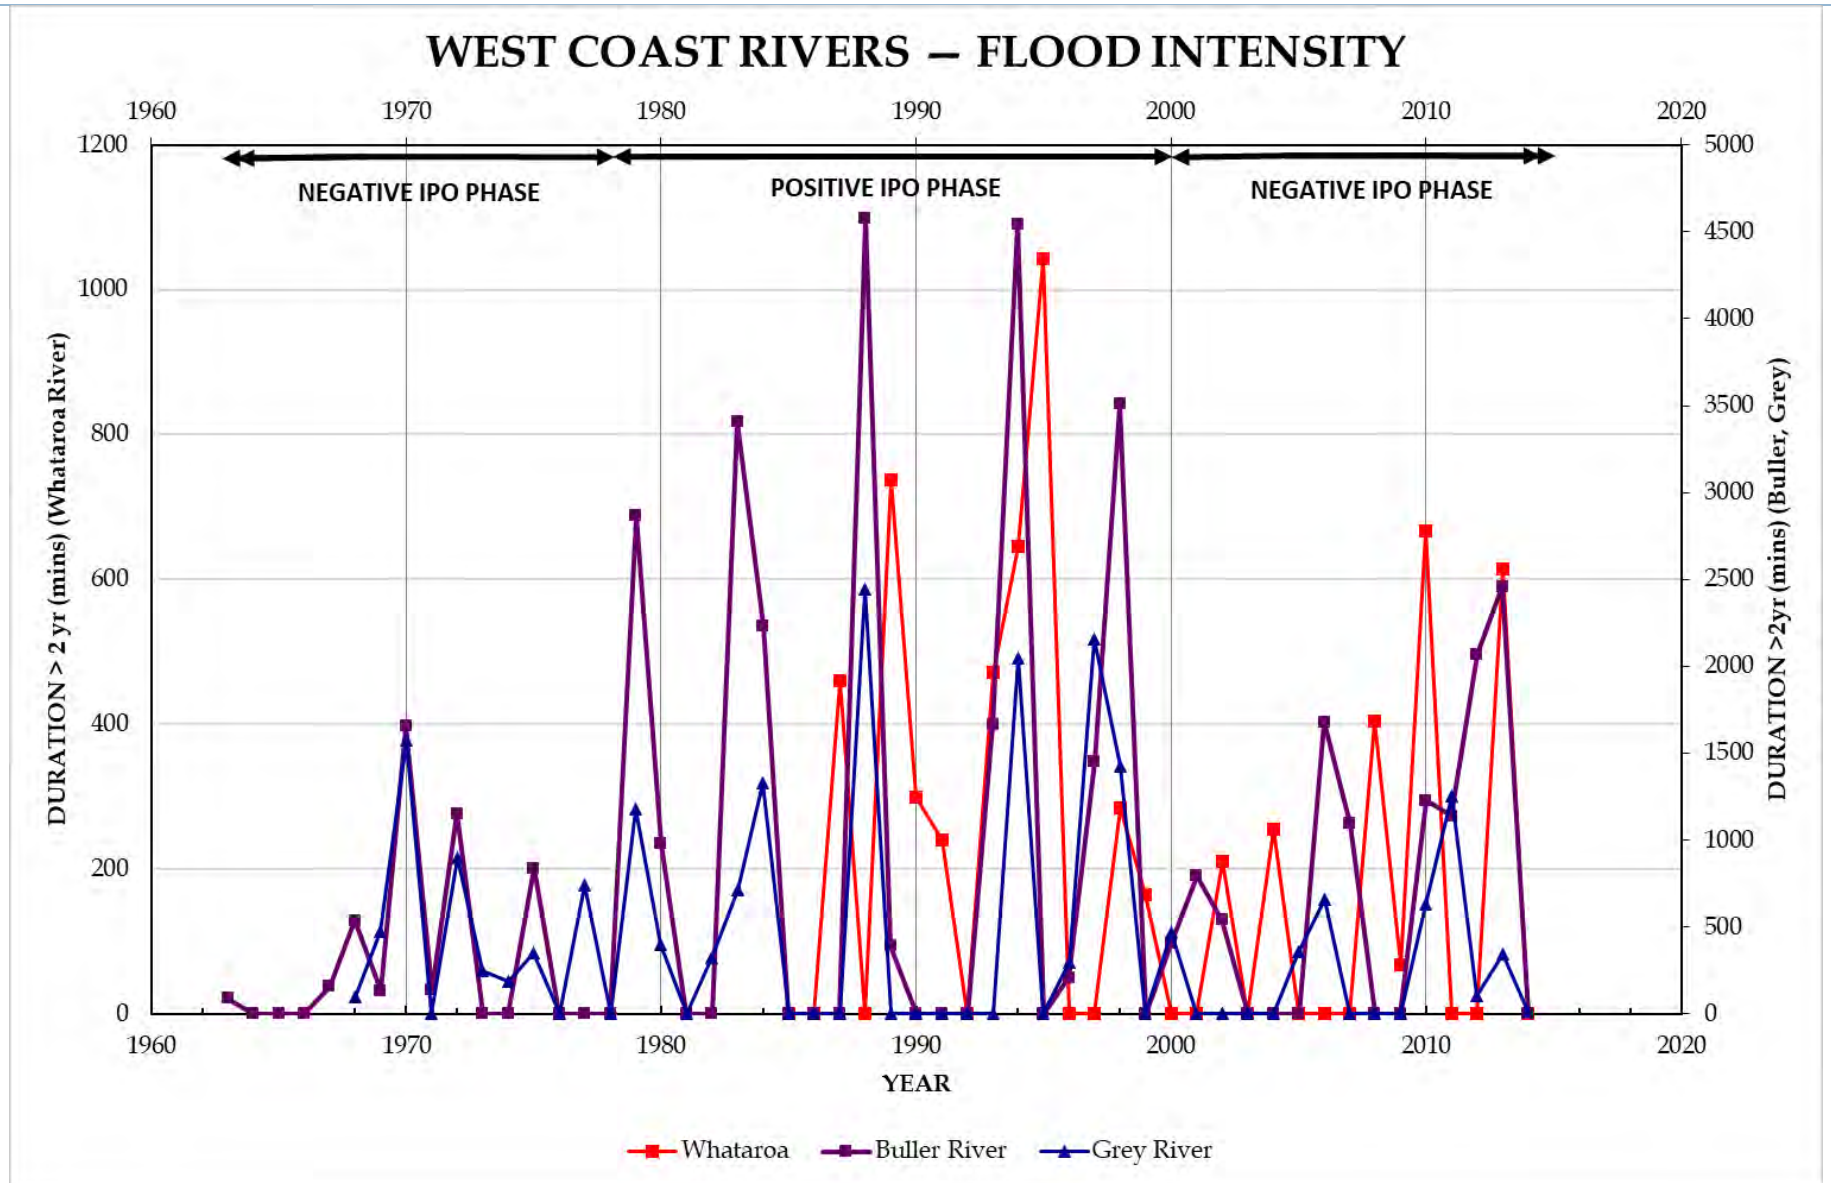 WEST COAST RIVERS — FLOOD INTENSITY
1960 1970 1980 1990 2000 2010 2020
1200 5000
NEGATIVE IPO PHASE POSITIVE IPO PHASE NEGATIVE IPO PHASE
4500
1000
4000
800 3500
3000
600 2500
2000
400
1500
200 1000
500
0 0
DURATION > 2 yr (mins) (Whataroa River)
DURATION >2yr (mins) (Buller, Grey)
1960 1970 1980 1990 2000 2010 2020
YEAR
Whataroa Buller River Grey River